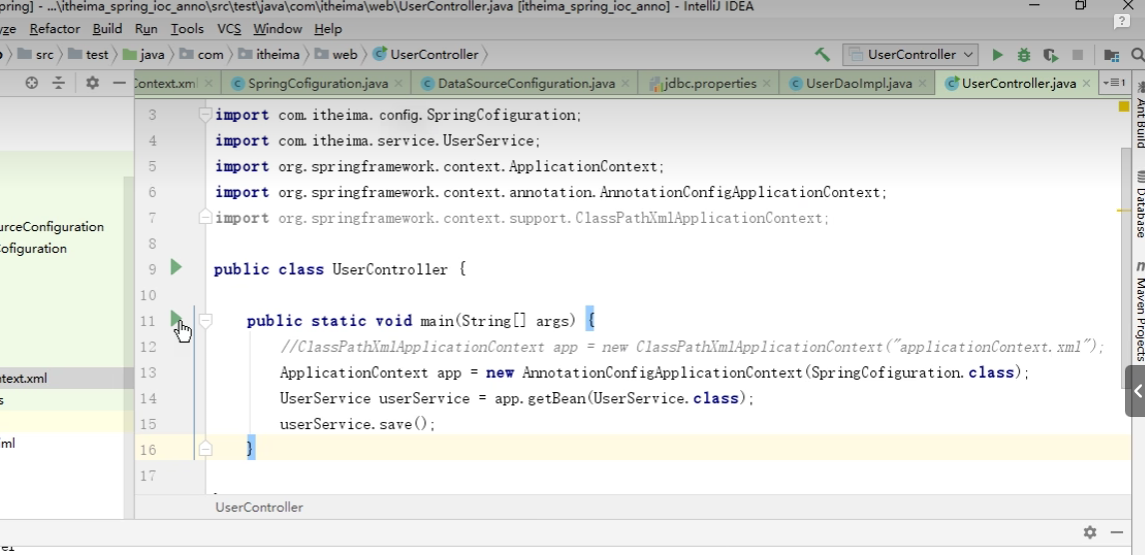 pring] - ...\itheima_spring_ioc_anno\src\test\java\com\itheima\web\UserController.java [itheima_spring_ioc_anno] - IntelliJ IDEA
yze Refactor Build Run Tools VCS Window Help
src test java com itheima web UserController
UserController
Context.xml SpringCofiguration.java DataSourceConfiguration.java jdbc.properties UserDaoImpl.java UserController.java
3 import com.itheima.config.SpringCofiguration;
4 import com.itheima.service.UserService;
5 import org.springframework.context.ApplicationContext;
6 import org.springframework.context.annotation.AnnotationConfigApplicationContext;
7 import org.springframework.context.support.ClassPathXmlApplicationContext;
8
9 public class UserController {
10
11 public static void main(String[] args) {
12 //ClassPathXmlApplicationContext app = new ClassPathXmlApplicationContext("applicationContext.xml");
13 ApplicationContext app = new AnnotationConfigApplicationContext(SpringCofiguration.class);
14 UserService userService = app.getBean(UserService.class);
15 userService.save();
16 }
17
UserController
urceConfiguration
ofiguration
text.xml
s
ml
Ant Build
Database
Maven Projects